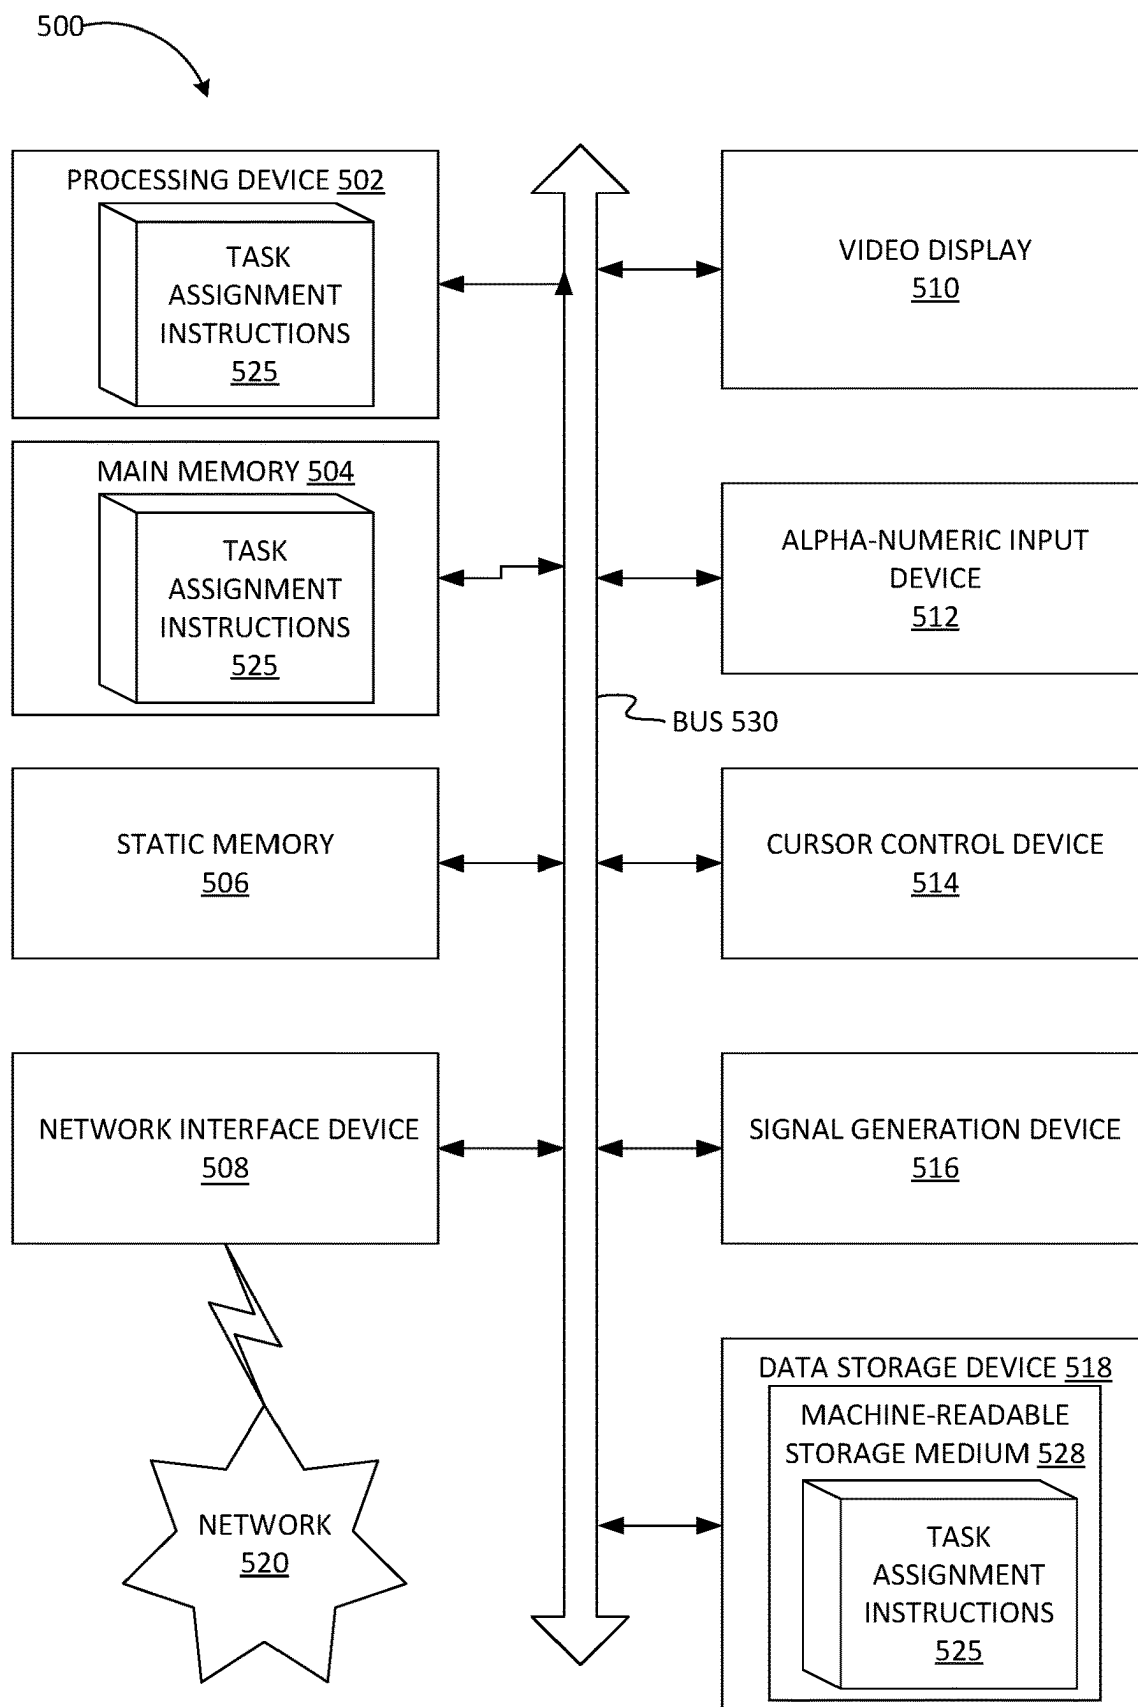 500
PROCESSING DEVICE 502
TASK
ASSIGNMENT
INSTRUCTIONS
525
MAIN MEMORY 504
TASK
ASSIGNMENT
INSTRUCTIONS
525
STATIC MEMORY
506
NETWORK INTERFACE DEVICE
508
NETWORK
520
BUS 530
VIDEO DISPLAY
510
ALPHA-NUMERIC INPUT
DEVICE
512
CURSOR CONTROL DEVICE
514
SIGNAL GENERATION DEVICE
516
DATA STORAGE DEVICE 518
MACHINE-READABLE
STORAGE MEDIUM 528
TASK
ASSIGNMENT
INSTRUCTIONS
525